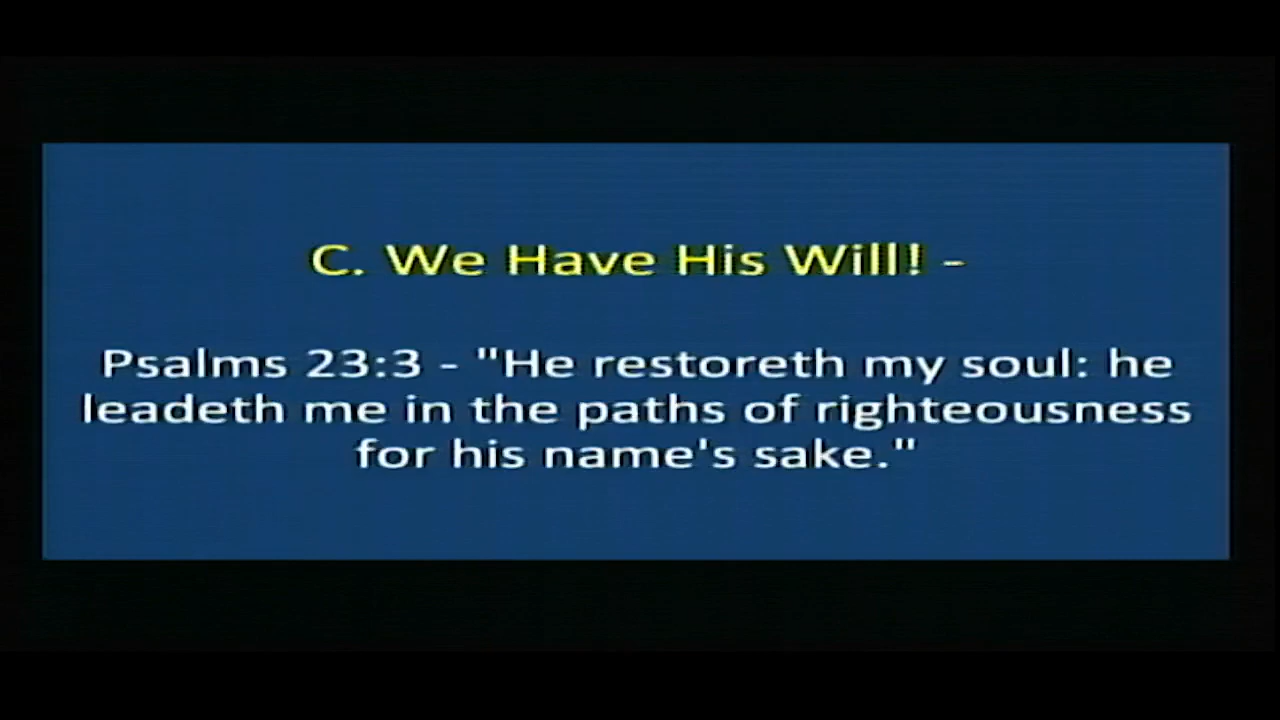 C. We Have His Will! -
Psalms 23:3 - "He restoreth my soul: he
leadeth me in the paths of righteousness
for his name's sake."